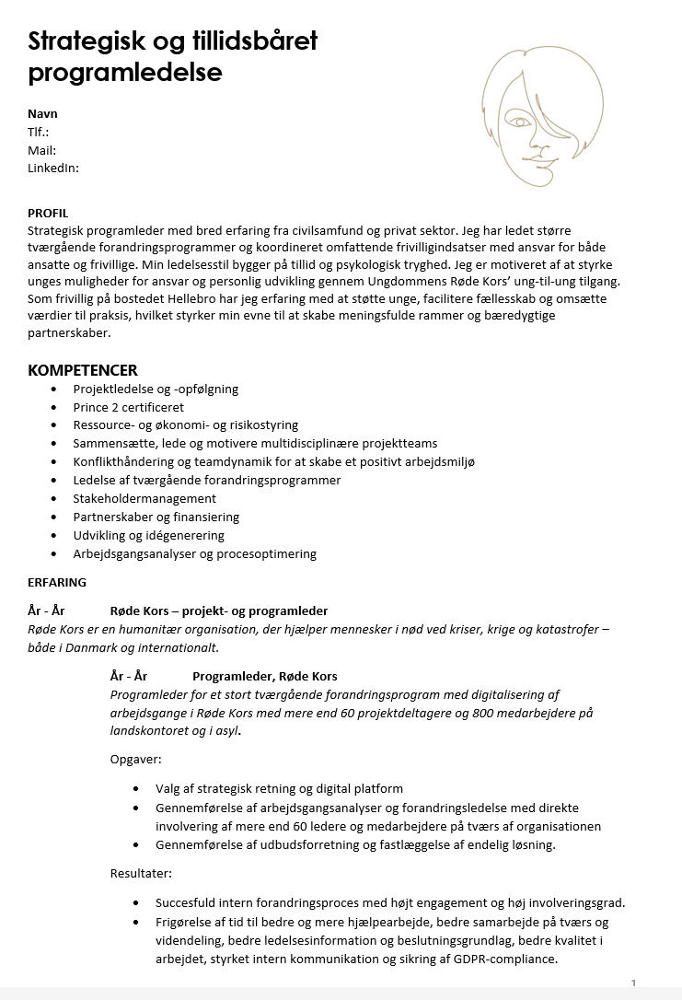 Strategisk og tillidsbåret
programledelse
Navn
Tlf.:
Mail:
LinkedIn:
PROFIL
Strategisk programleder med bred erfaring fra civilsamfund og privat sektor. Jeg har ledet større
tværgående forandringsprogrammer og koordineret omfattende frivilligindsatser med ansvar for både
ansatte og frivillige. Min ledelsesstil bygger på tillid og psykologisk tryghed. Jeg er motiveret af at styrke
unges muligheder for ansvar og personlig udvikling gennem Ungdommens Røde Kors' ung-til-ung tilgang.
Som frivillig på bostedet Hellebro har jeg erfaring med at støtte unge, facilitere fællesskab og omsætte
værdier til praksis, hvilket styrker min evne til at skabe meningsfulde rammer og bæredygtige
partnerskaber.
KOMPETENCER
• Projektledelse og -opfølgning
• Prince 2 certificeret
• Ressource- og økonomi- og risikostyring
• Sammensætte, lede og motivere multidisciplinære projektteams
• Konflikthåndering og teamdynamik for at skabe et positivt arbejdsmiljø
• Ledelse af tværgående forandringsprogrammer
• Stakeholdermanagement
• Partnerskaber og finansiering
• Udvikling og idégenerering
• Arbejdsgangsanalyser og procesoptimering
ERFARING
År - År Røde Kors – projekt- og programleder
Røde Kors er en humanitær organisation, der hjælper mennesker i nød ved kriser, krige og katastrofer –
både i Danmark og internationalt.
År - År Programleder, Røde Kors
Programleder for et stort tværgående forandringsprogram med digitalisering af
arbejdsgange i Røde Kors med mere end 60 projektdeltagere og 800 medarbejdere på
landskontoret og i asyl.
Opgaver:
• Valg af strategisk retning og digital platform
• Gennemførelse af arbejdsgangsanalyser og forandringsledelse med direkte
involvering af mere end 60 ledere og medarbejdere på tværs af organisationen
• Gennemførelse af udbudsforretning og fastlæggelse af endelig løsning.
Resultater:
• Succesfuld intern forandringsproces med højt engagement og høj involveringsgrad.
• Frigørelse af tid til bedre og mere hjælpearbejde, bedre samarbejde på tværs og
videndeling, bedre ledelsesinformation og beslutningsgrundlag, bedre kvalitet i
arbejdet, styrket intern kommunikation og sikring af GDPR-compliance.
1